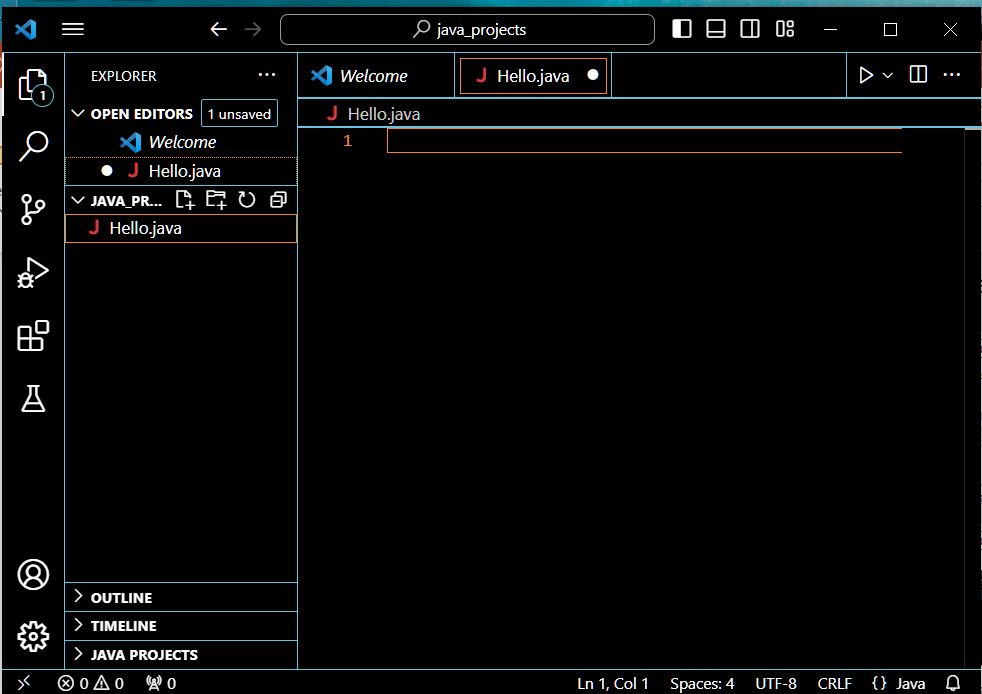 java_projects
EXPLORER
Welcome
Hello.java
1
OPEN EDITORS 1 unsaved
Hello.java
Welcome
1
Hello.java
JAVA_PR...
Hello.java
OUTLINE
TIMELINE
JAVA PROJECTS
0 0 0 Ln 1, Col 1 Spaces: 4 UTF-8 CRLF {} Java